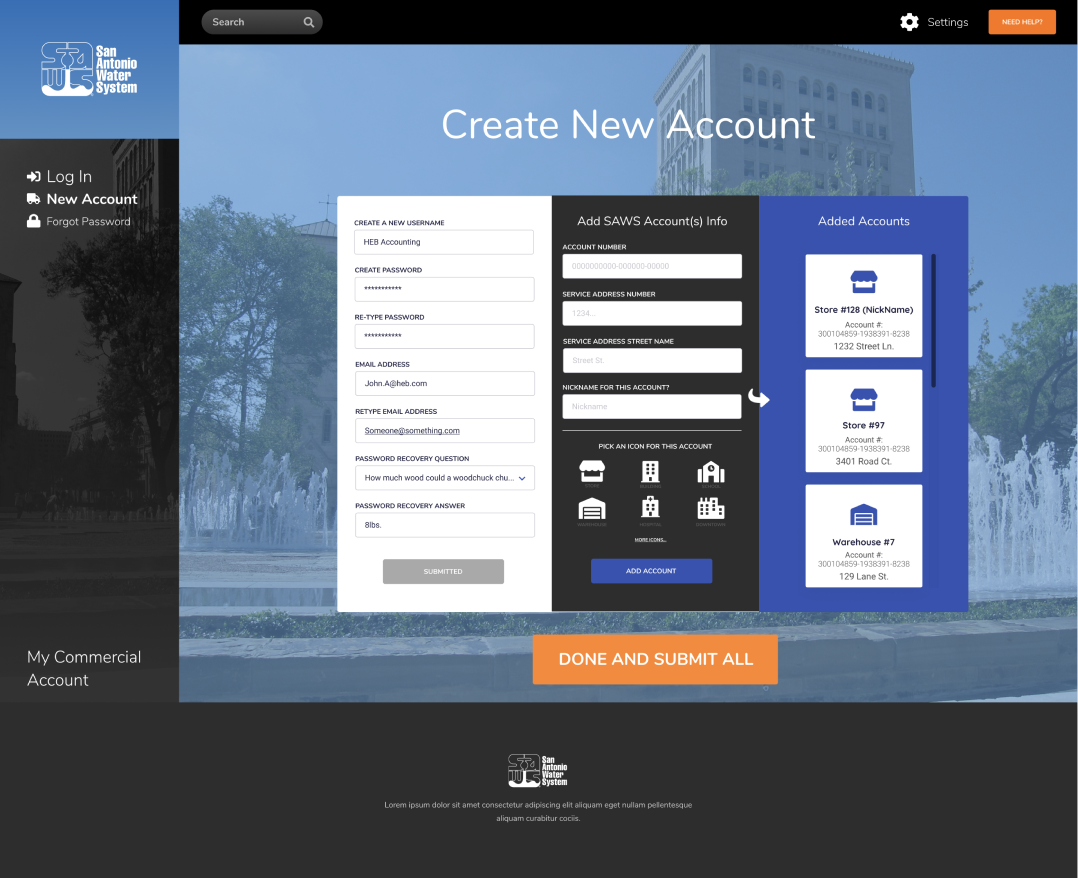 San
Antonio
Water
System
Search
Settings
NEED HELP?
Log In
New Account
Forgot Password
My Commercial
Account
Create New Account
CREATE A NEW USERNAME
HEB Accounting
CREATE PASSWORD
***********
RE-TYPE PASSWORD
***********
EMAIL ADDRESS
John.A@heb.com
RETYPE EMAIL ADDRESS
Someone@something.com
PASSWORD RECOVERY QUESTION
How much wood could a woodchuck chu...
PASSWORD RECOVERY ANSWER
8lbs.
SUBMITTED
Add SAWS Account(s) Info
ACCOUNT NUMBER
0000000000-000000-00000
SERVICE ADDRESS NUMBER
1234...
SERVICE ADDRESS STREET NAME
Street St.
NICKNAME FOR THIS ACCOUNT?
Nickname
PICK AN ICON FOR THIS ACCOUNT
STORE
BUILDING
SCHOOL
WAREHOUSE
HOSPITAL
DOWNTOWN
MORE ICONS...
ADD ACCOUNT
Added Accounts
Store #128 (NickName)
Account #:
300104859-1938391-8238
1232 Street Ln.
Store #97
Account #:
300104859-1938391-8238
3401 Road Ct.
Warehouse #7
Account #:
300104859-1938391-8238
129 Lane St.
DONE AND SUBMIT ALL
San
Antonio
Water
System
Lorem ipsum dolor sit amet consectetur adipiscing elit aliquam eget nullam pellentesque
aliquam curabitur cociis.